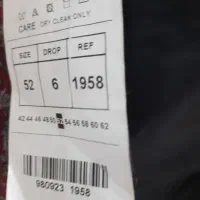 CARE DRY CLEAN ONLY
SIZE DROP REF
52 6 1958
42 44 46 48 50 52 54 56 58 60 62
980923 1958